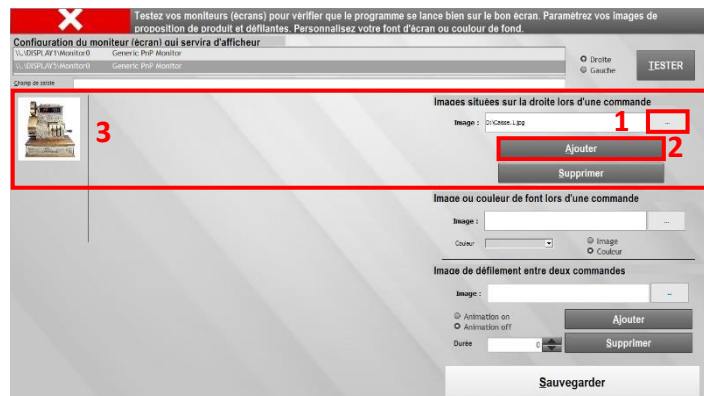 Testez vos moniteurs (écrans) pour vérifier que le programme se lance bien sur le bon écran. Paramétrez vos images de
proposition de produit et défilantes. Personnalisez votre font d'écran ou couleur de fond.
Configuration du moniteur (écran) qui servira d'afficheur
\\.\DISPLAY1\Monitor0 Generic PnP Monitor
\\.\DISPLAY5\Monitor0 Generic PnP Monitor
Droite
Gauche
TESTER
Champ de saisie
Images situées sur la droite lors d'une commande
3
Image : D:\Caisse_1.jpg 1 ...
Ajouter 2
Supprimer
Image ou couleur de font lors d'une commande
Image : ...
Couleur
Image
Couleur
Image de défilement entre deux commandes
Image : ...
Animation on
Animation off
Ajouter
Durée 0
Supprimer
Sauvegarder